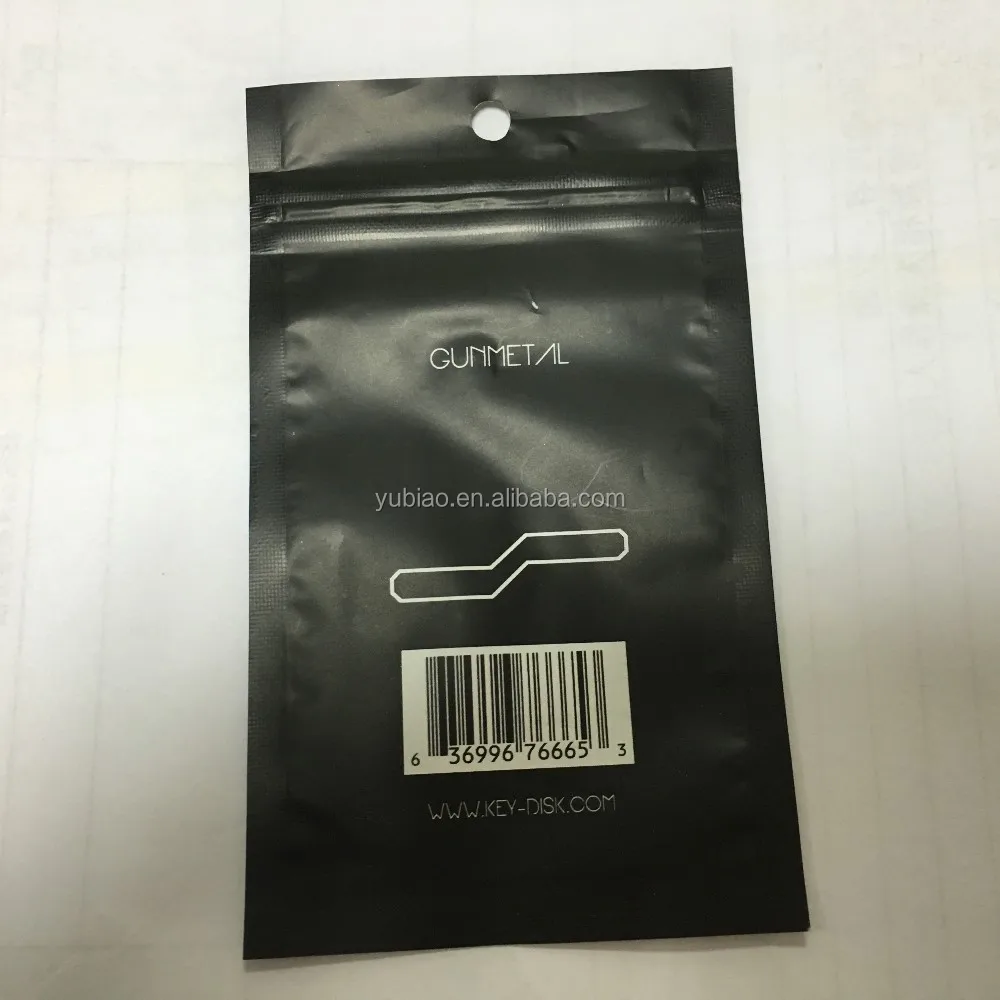 GUNMETAL
yubiao.en.alibaba.com
6 36996 76665 3
WWW.KEY-DISK.COM